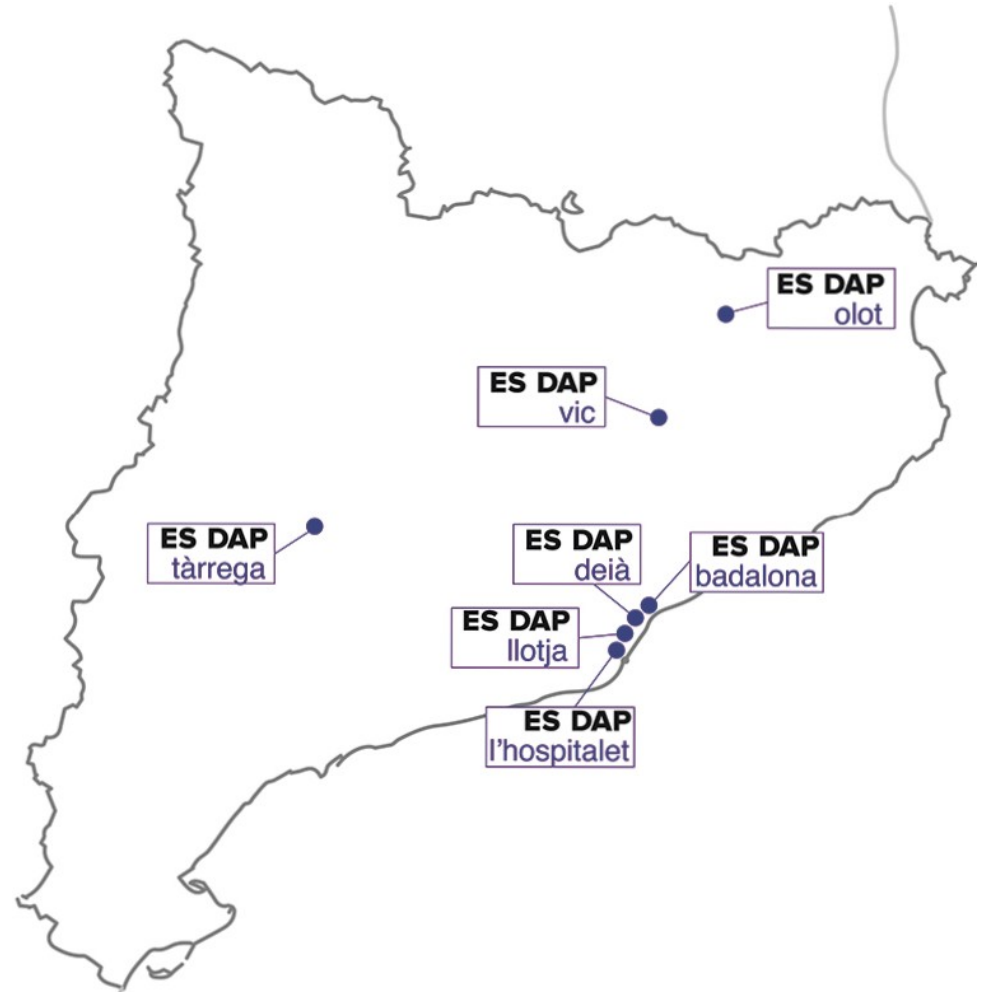 ES DAP
olot
ES DAP
vic
ES DAP
tàrrega
ES DAP
deià
ES DAP
badalona
ES DAP
llotja
ES DAP
l'hospitalet